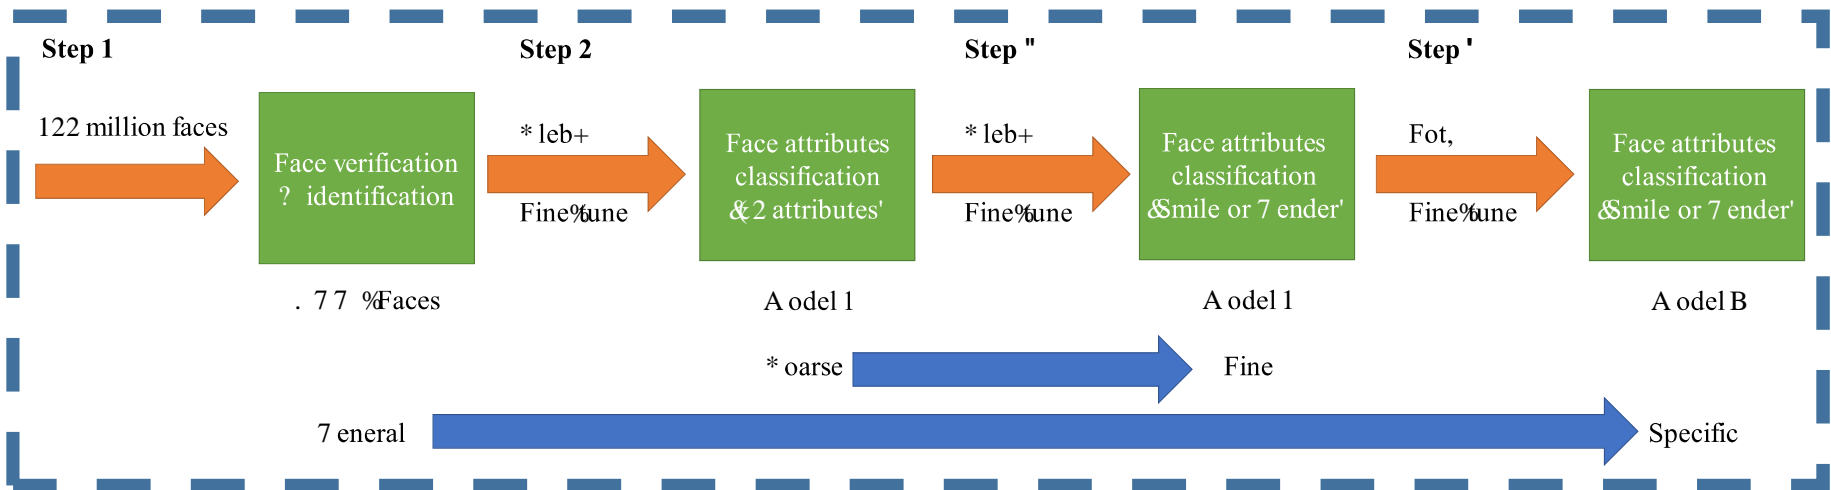 Step 1
Step 2
Step "
Step '
122 million faces
Face verification
? identification
. 7 7 %Faces
* leb+
Fine%tune
Face attributes
classification
&(2 attributes'
A odel 1
* leb+
Fine%tune
Face attributes
classification
&Smile or 7 ender'
A odel 1
Fot,
Fine%tune
Face attributes
classification
&Smile or 7 ender'
A odel B
* oarse
Fine
7 eneral
Specific